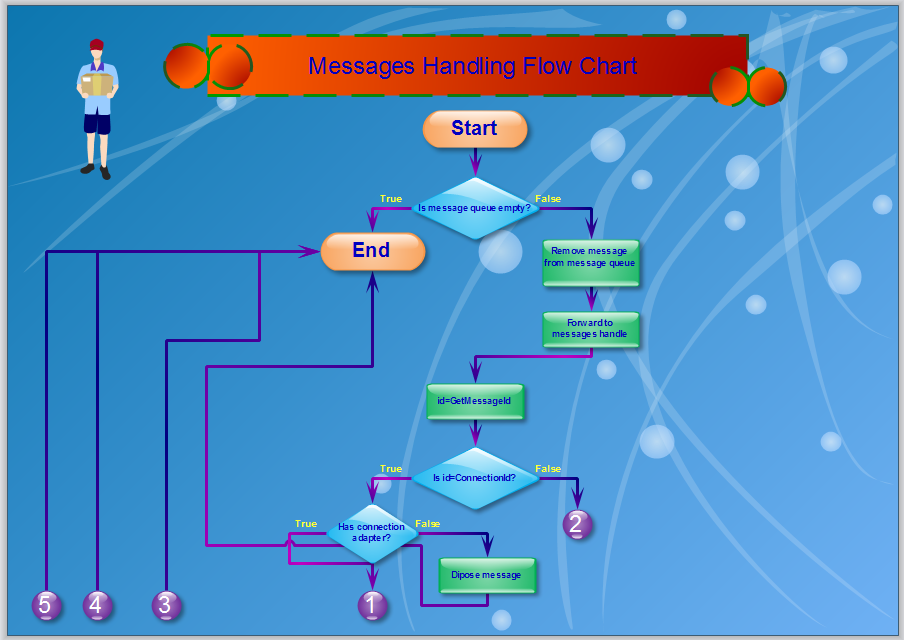 Messages Handling Flow Chart
Start
True
Is message queue empty?
False
End
Remove message
from message queue
Forward to
messages handle
id=GetMessageId
True
Is id=ConnectionId?
False
2
True
Has connection
adapter?
False
Dipose message
5
4
3
1